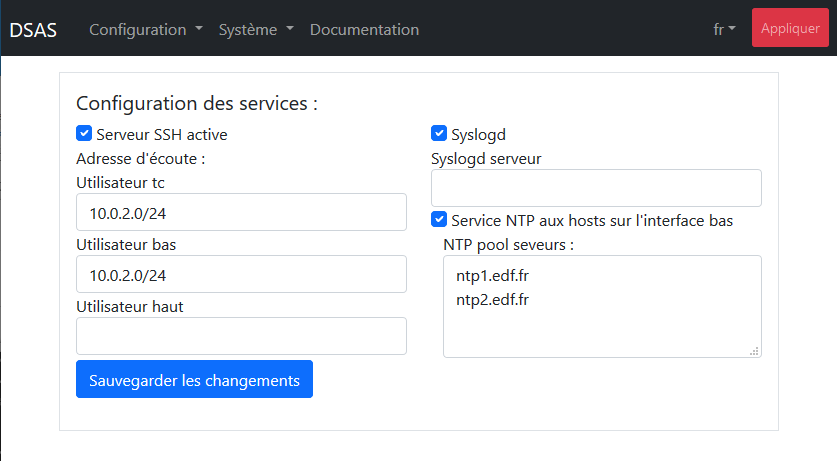 DSAS Configuration Système Documentation fr Appliquer
Configuration des services :
Serveur SSH active
Adresse d'écoute :
Utilisateur tc
10.0.2.0/24
Utilisateur bas
10.0.2.0/24
Utilisateur haut
Sauvegarder les changements
Syslogd
Syslogd serveur
Service NTP aux hosts sur l'interface bas
NTP pool seveurs :
ntp1.edf.fr
ntp2.edf.fr